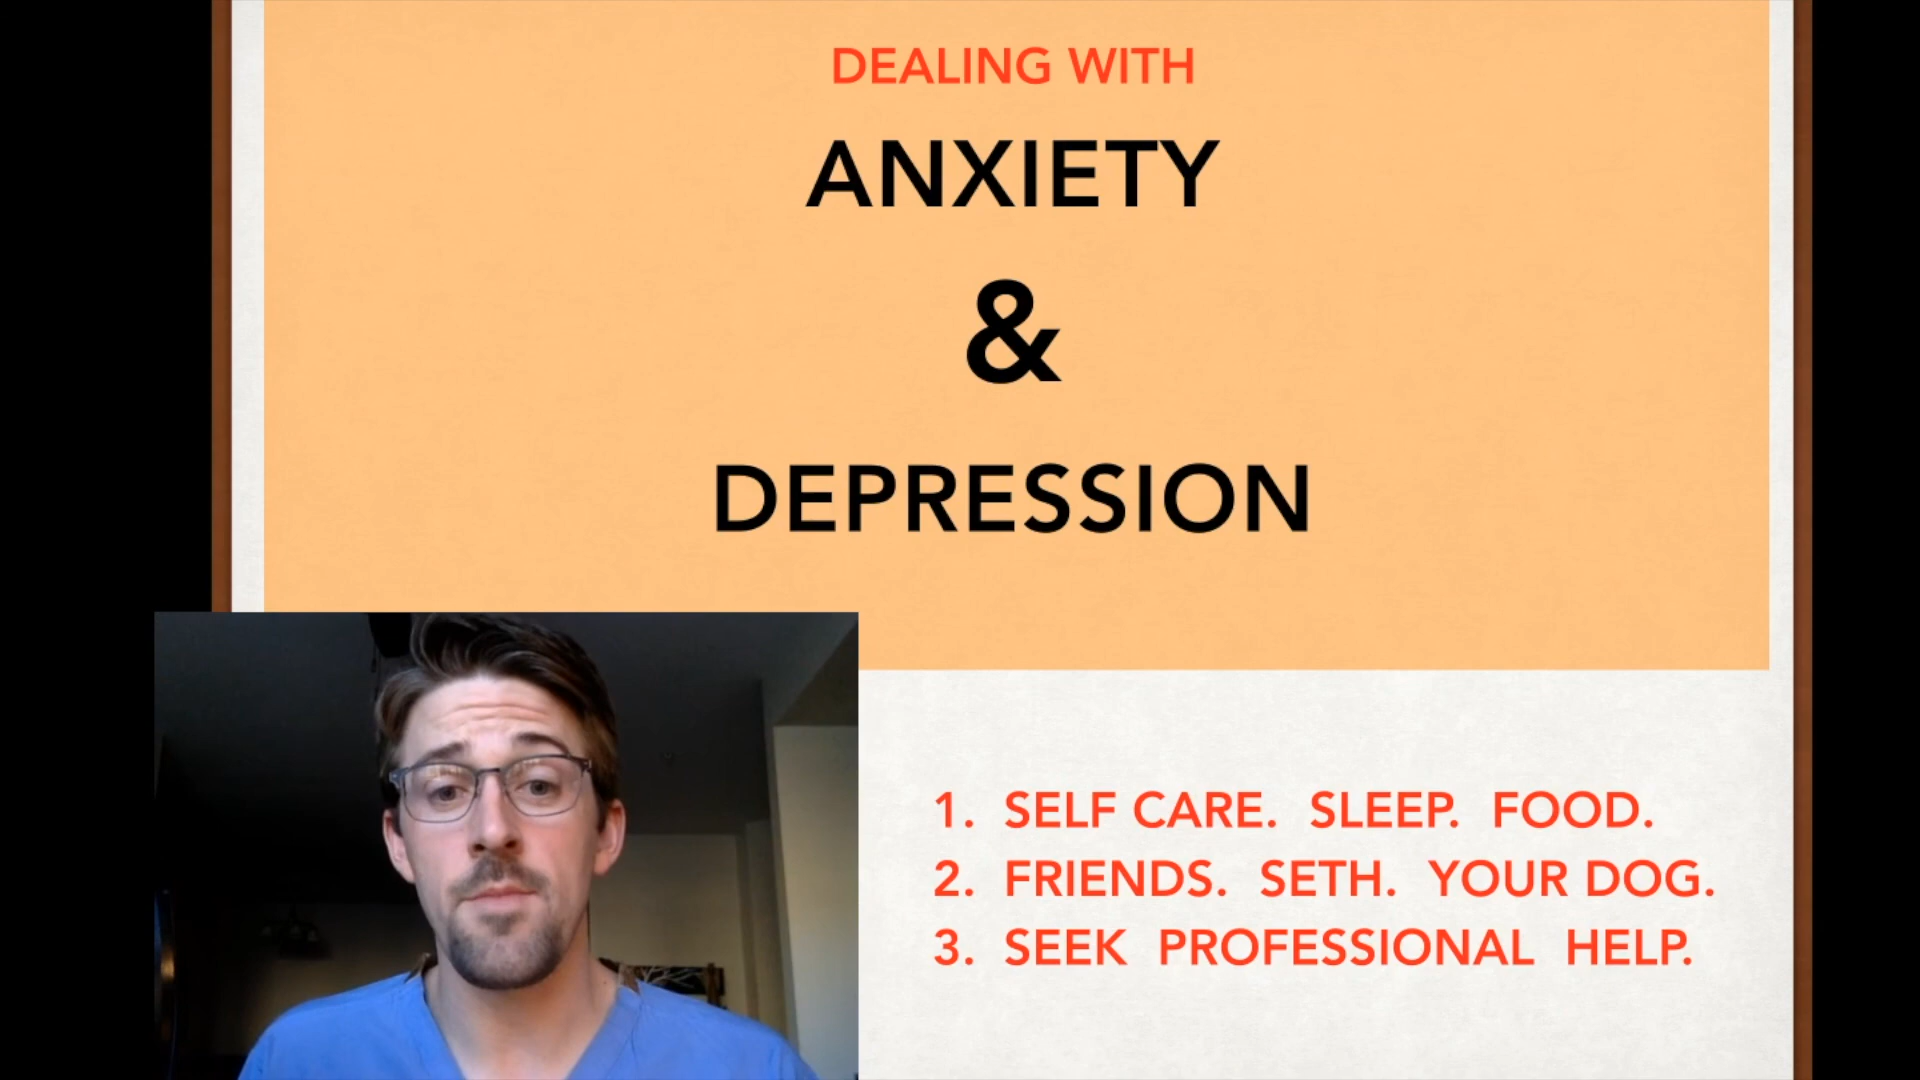 DEALING WITH
ANXIETY
&
DEPRESSION
1. SELF CARE. SLEEP. FOOD.
2. FRIENDS. SETH. YOUR DOG.
3. SEEK PROFESSIONAL HELP.